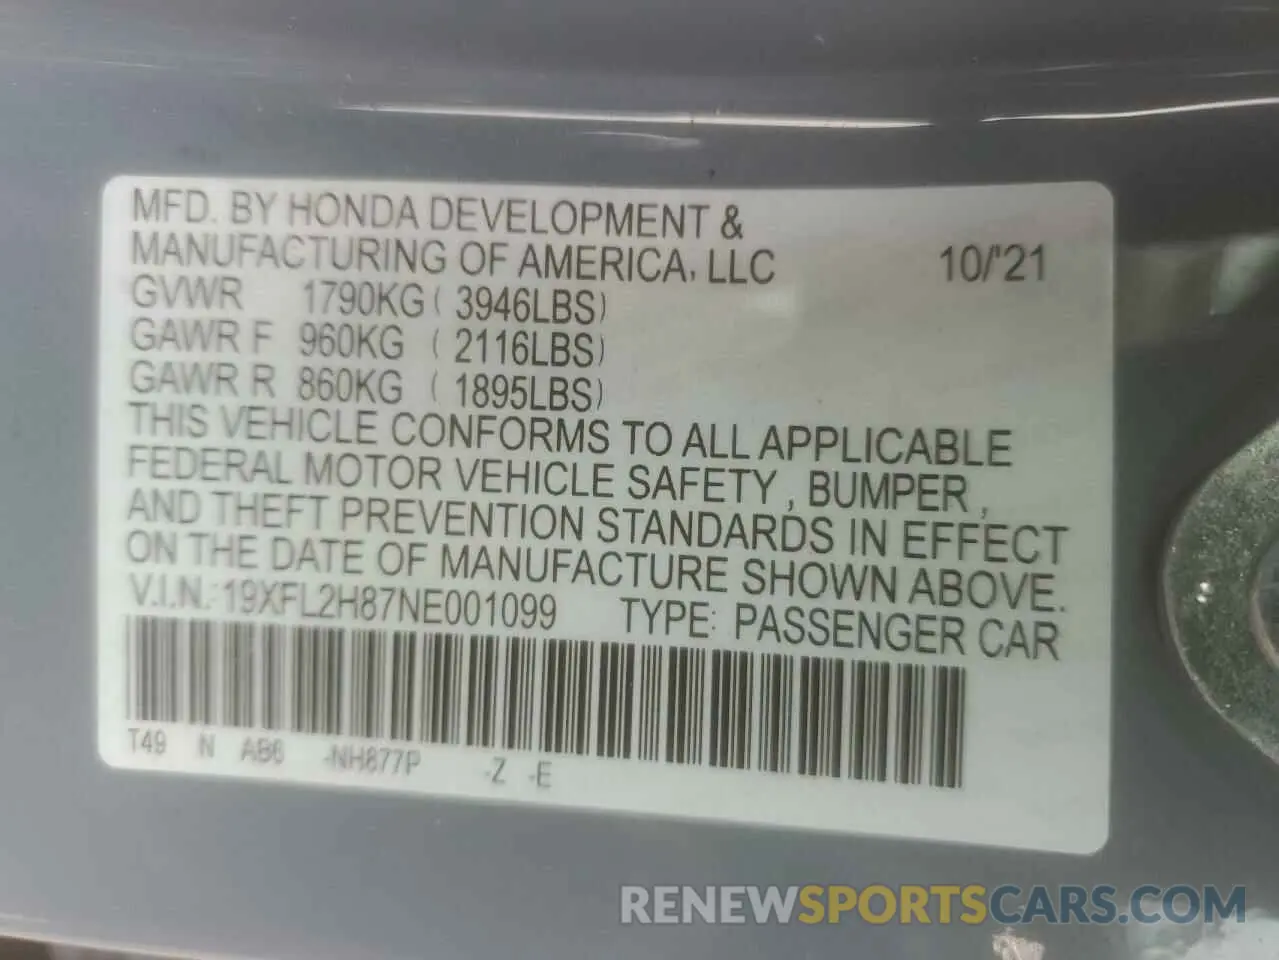 MFD. BY HONDA DEVELOPMENT &
MANUFACTURING OF AMERICA, LLC 10/'21
GVWR 1790KG ( 3946LBS)
GAWR F 960KG ( 2116LBS)
GAWR R 860KG ( 1895LBS)
THIS VEHICLE CONFORMS TO ALL APPLICABLE
FEDERAL MOTOR VEHICLE SAFETY , BUMPER ,
AND THEFT PREVENTION STANDARDS IN EFFECT
ON THE DATE OF MANUFACTURE SHOWN ABOVE.
V.I.N.: 19XFL2H87NE001099 TYPE: PASSENGER CAR
T49 N AB6 -NH877P -Z -E
RENEWSPORTSCARS.COM